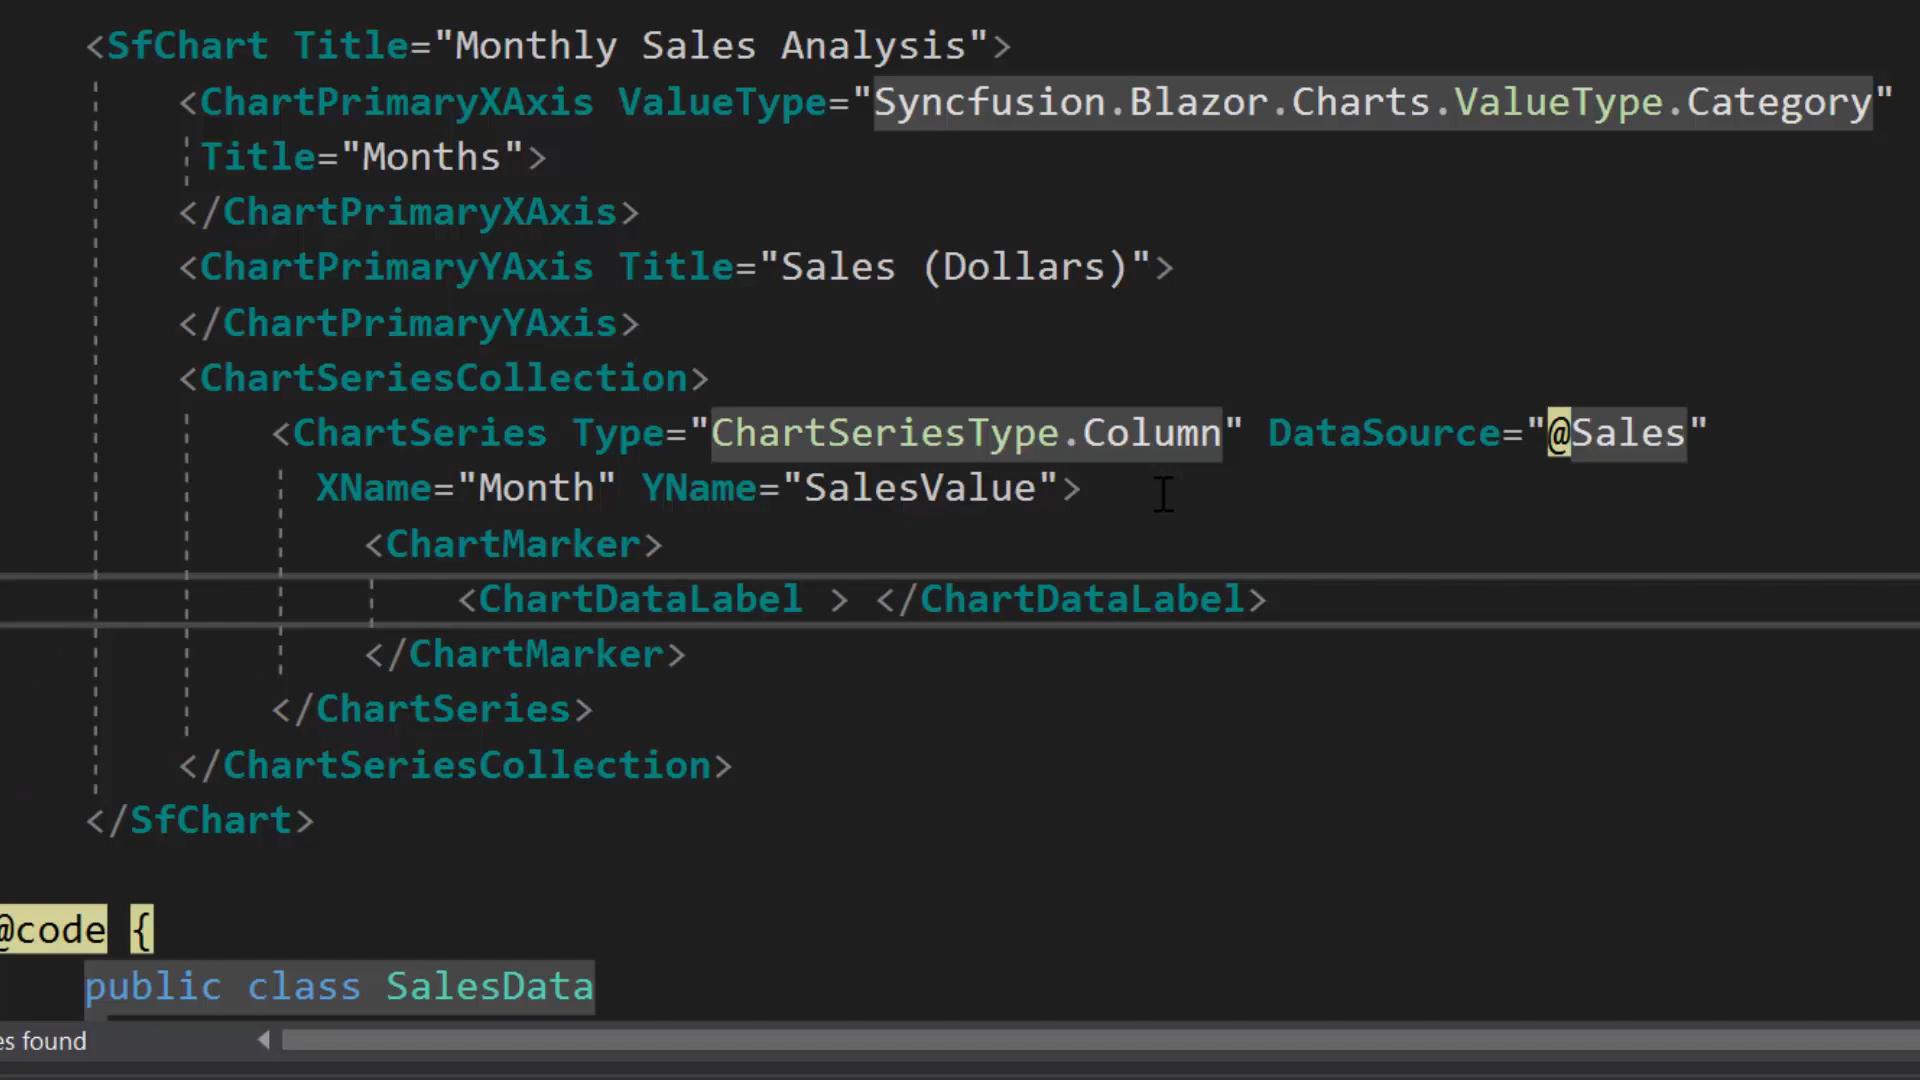 <SfChart Title="Monthly Sales Analysis">
<ChartPrimaryXAxis ValueType="Syncfusion.Blazor.Charts.ValueType.Category"
Title="Months">
</ChartPrimaryXAxis>
<ChartPrimaryYAxis Title="Sales (Dollars)">
</ChartPrimaryYAxis>
<ChartSeriesCollection>
<ChartSeries Type="ChartSeriesType.Column" DataSource="@Sales"
XName="Month" YName="SalesValue">
<ChartMarker>
<ChartDataLabel > </ChartDataLabel>
</ChartMarker>
</ChartSeries>
</ChartSeriesCollection>
</SfChart>
@code {
public class SalesData
es found